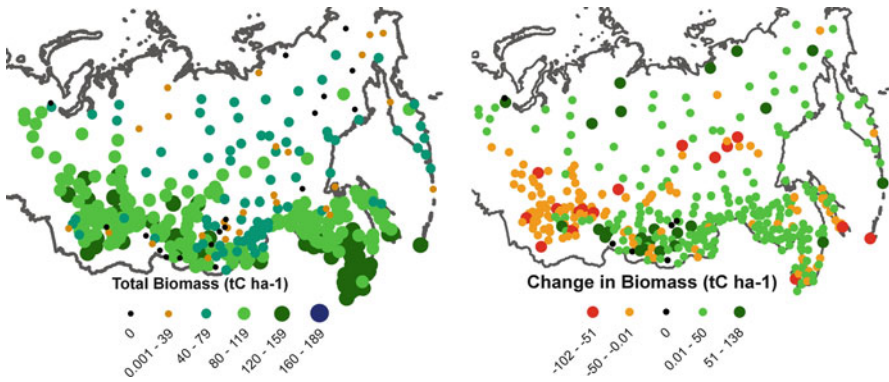 Total Biomass (tC ha-1)
0
0.001 - 39
40 - 79
80 - 119
120 - 159
160 - 189
Change in Biomass (tC ha-1)
-102 - -51
-50 - -0.01
0
0.01 - 50
51 - 138